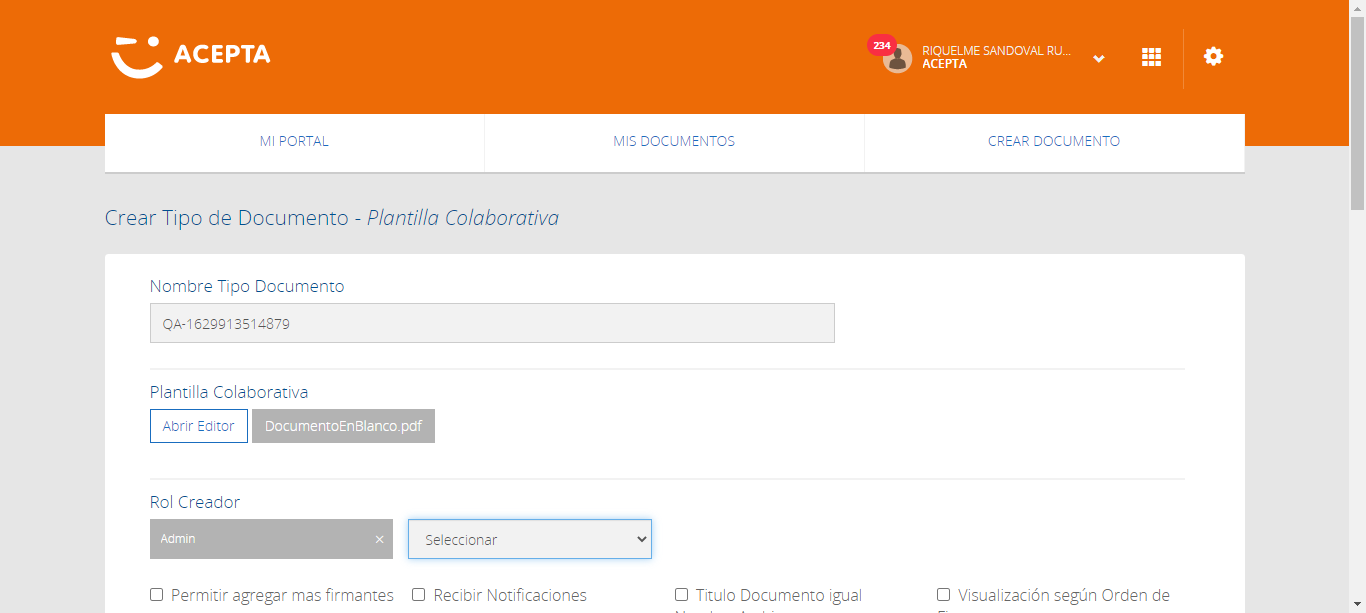 ACEPTA
234
RIQUELME SANDOVAL RU...
ACEPTA
MI PORTAL
MIS DOCUMENTOS
CREAR DOCUMENTO
Crear Tipo de Documento - Plantilla Colaborativa
Nombre Tipo Documento
QA-1629913514879
Plantilla Colaborativa
Abrir Editor
DocumentoEnBlanco.pdf
Rol Creador
Admin ×
Seleccionar
Permitir agregar mas firmantes
Recibir Notificaciones
Titulo Documento igual
Visualización según Orden de